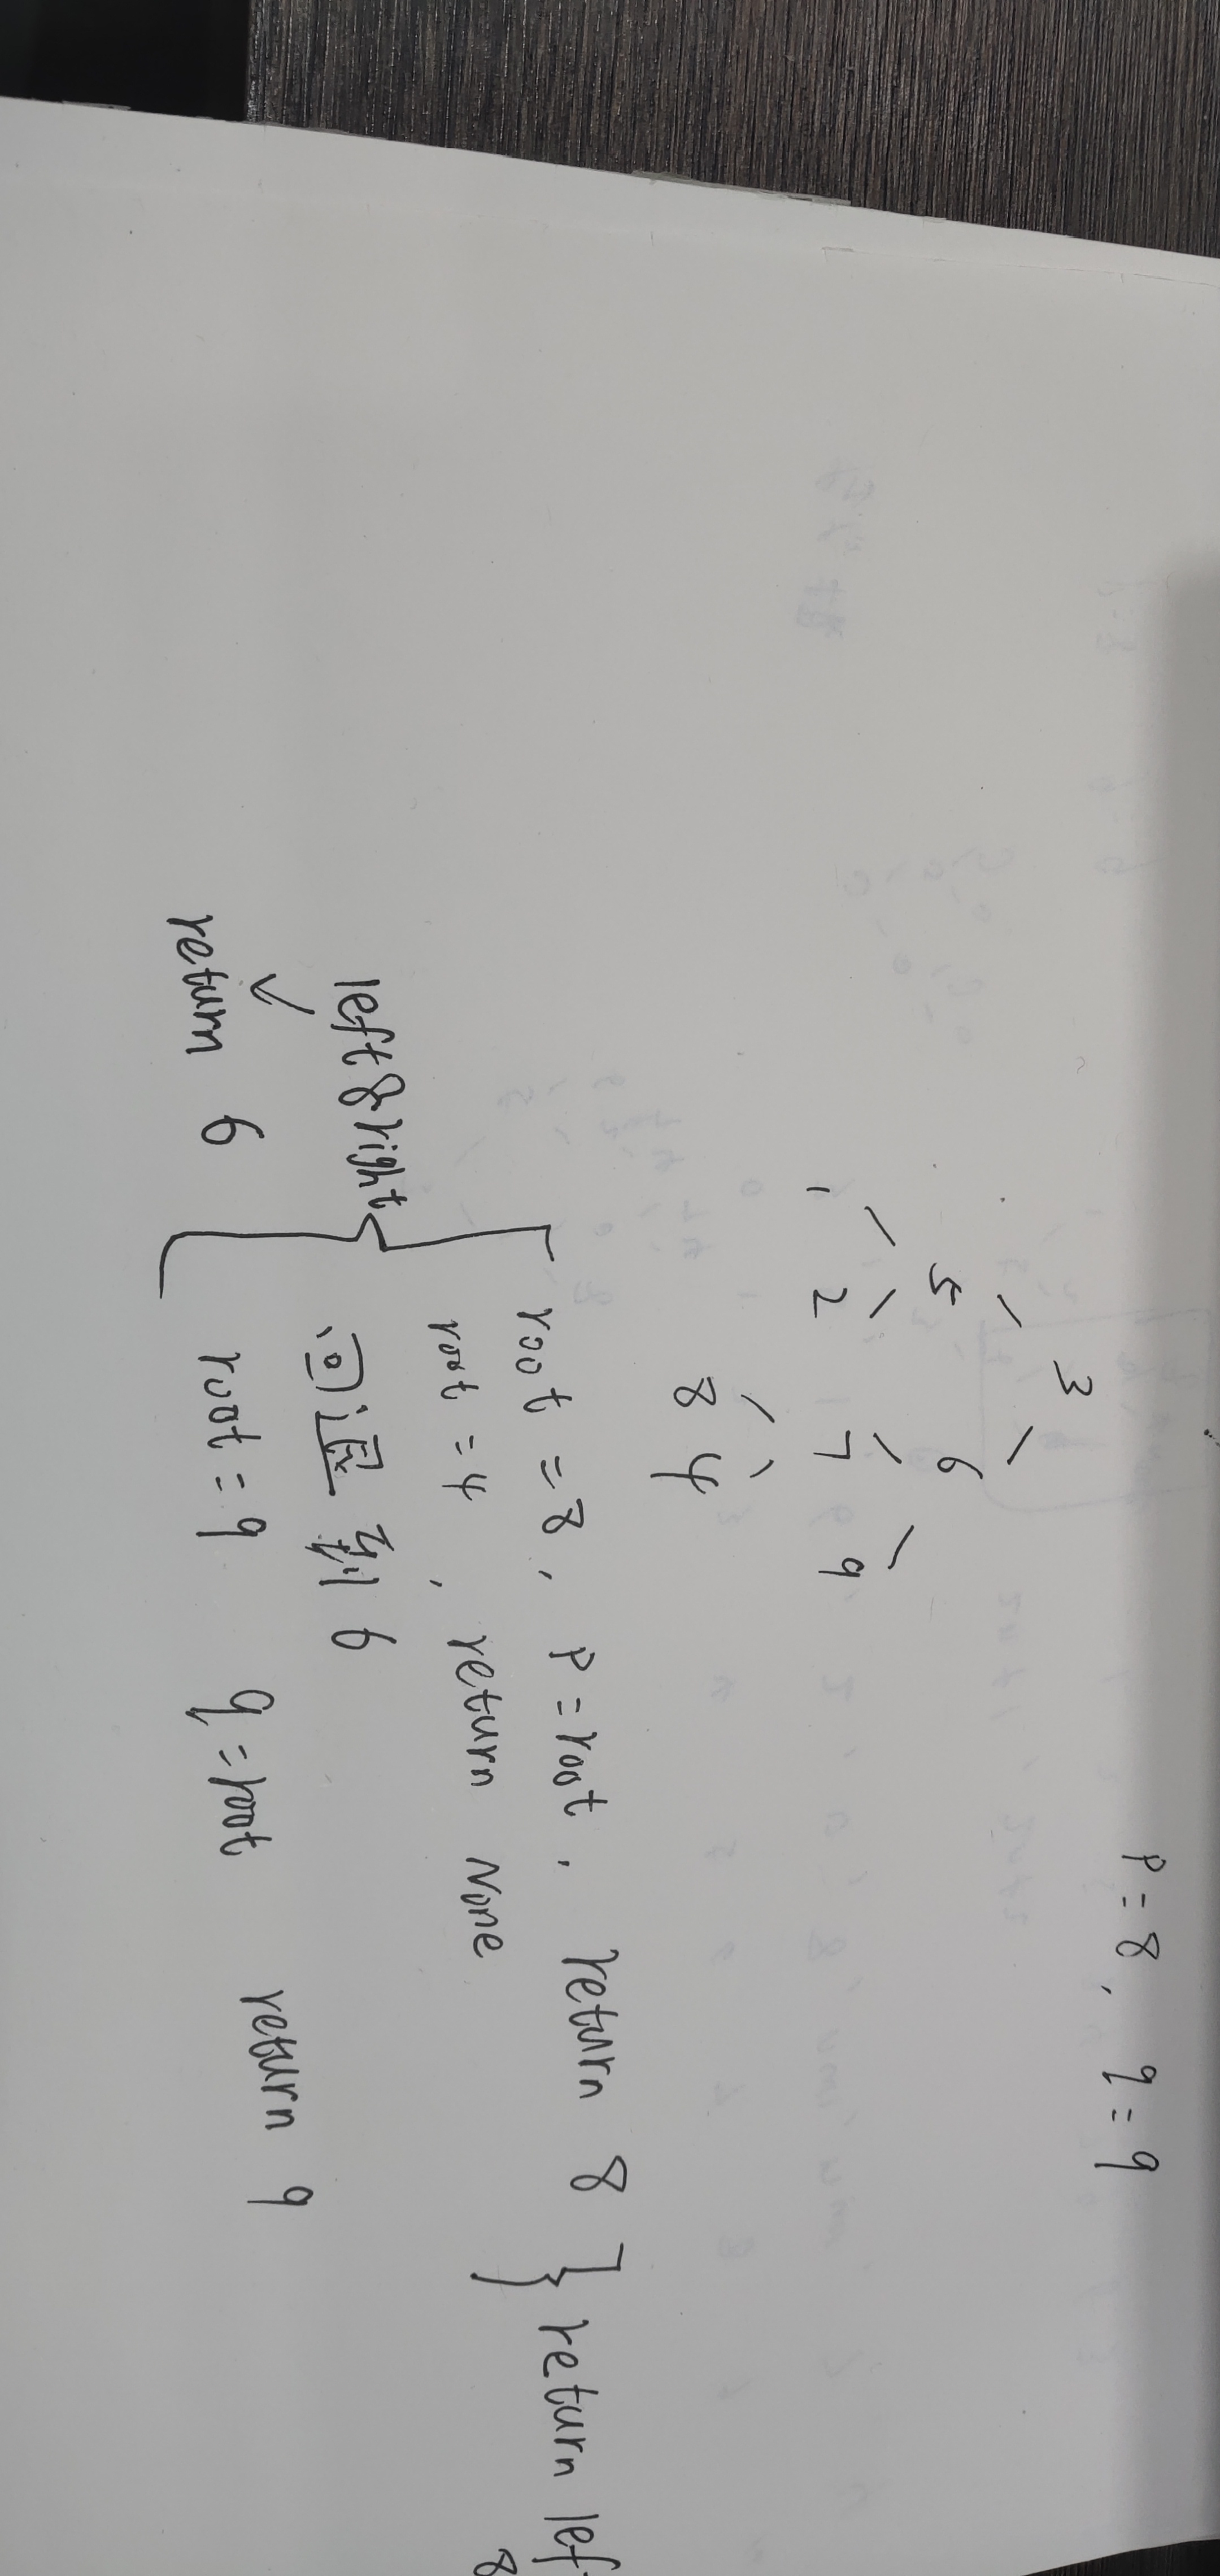 P = 8, q = 9
3
5 6
1 2 7 9
8 4
root = 8, P = root, return 8 } return lef
root = 4, return None 8
left & right { 回退到 6
return 6 root = 9 q = root return 9